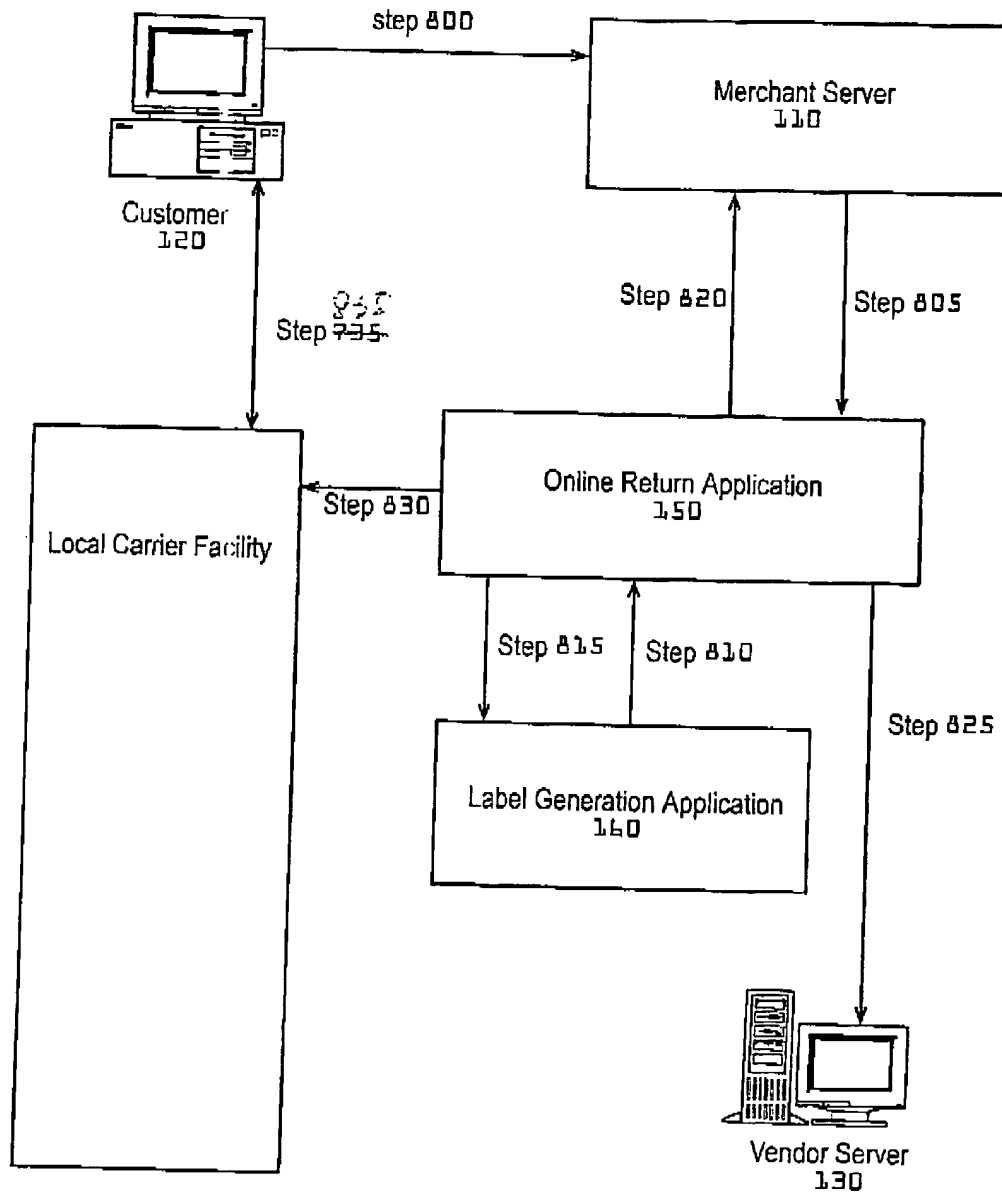 step 800
Merchant Server
110
Customer
120
Step 820
Step 805
Step 735
Online Return Application
150
Step 830
Local Carrier Facility
Step 815
Step 810
Step 825
Label Generation Application
160
Vendor Server
130